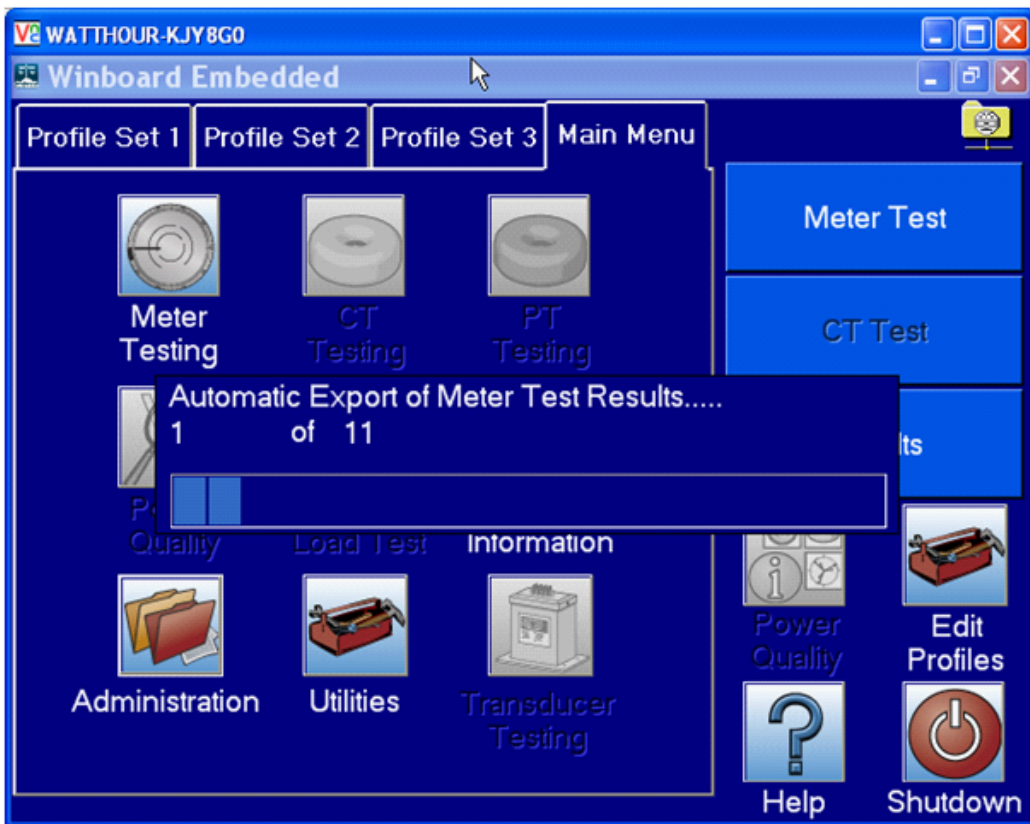 WATTHOUR-KJY8G0
Winboard Embedded
Profile Set 1
Profile Set 2
Profile Set 3
Main Menu
Meter Test
Meter
Testing
CT
Testing
PT
Testing
CT Test
Automatic Export of Meter Test Results.....
1 of 11
Quality
Load Test
Information
Power
Quality
Edit
Profiles
Administration
Utilities
Transducer
Testing
Help
Shutdown